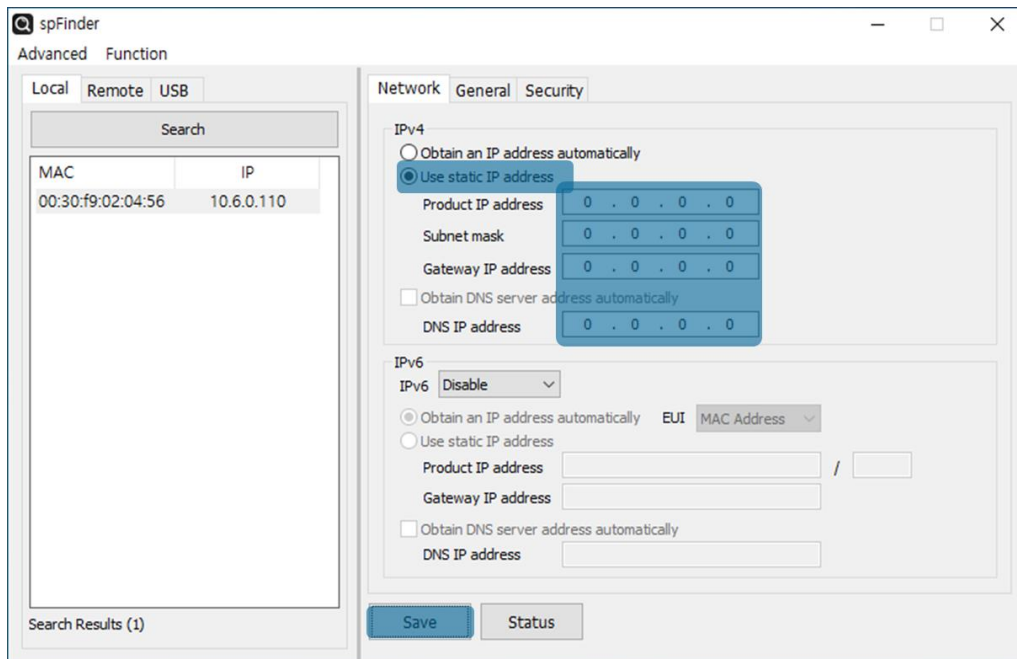 spFinder
Advanced Function
Local Remote USB
Search
MAC IP
00:30:f9:02:04:56 10.6.0.110
Search Results (1)
Network General Security
IPv4
Obtain an IP address automatically
Use static IP address
Product IP address 0 . 0 . 0 . 0
Subnet mask 0 . 0 . 0 . 0
Gateway IP address 0 . 0 . 0 . 0
Obtain DNS server address automatically
DNS IP address 0 . 0 . 0 . 0
IPv6
IPv6 Disable
Obtain an IP address automatically EUI MAC Address
Use static IP address
Product IP address /
Gateway IP address
Obtain DNS server address automatically
DNS IP address
Save Status